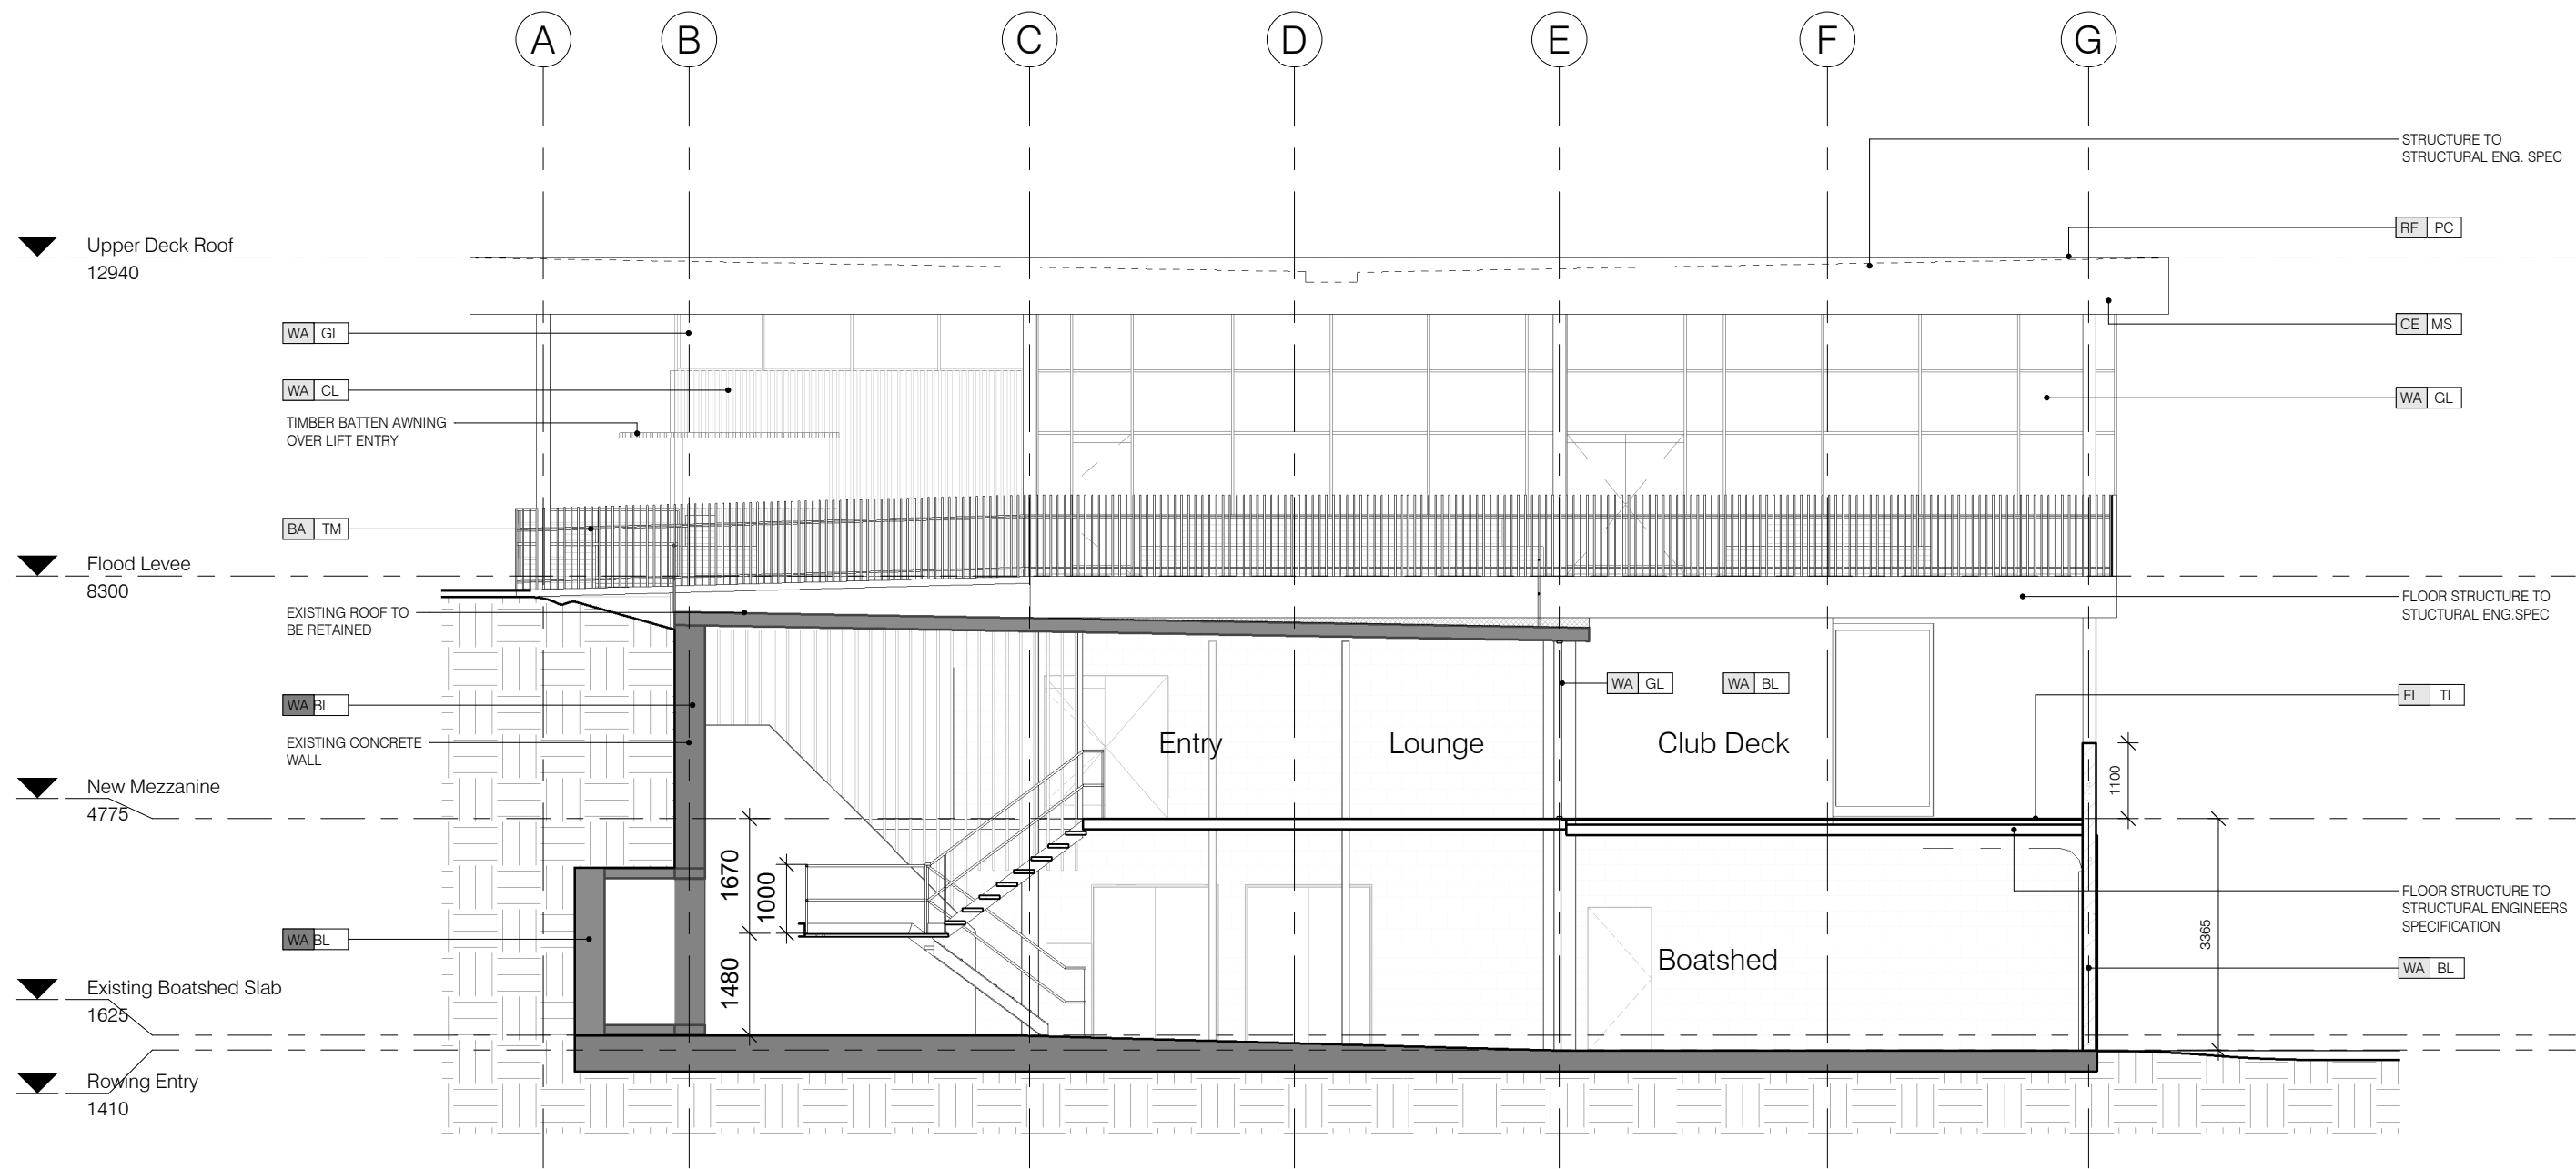 A B C D E F G
STRUCTURE TO
STRUCTURAL ENG. SPEC
RF PC
Upper Deck Roof
12940
WA GL
CE MS
WA CL
WA GL
TIMBER BATTEN AWNING
OVER LIFT ENTRY
BA TM
Flood Levee
8300
EXISTING ROOF TO
BE RETAINED
FLOOR STRUCTURE TO
STUCTURAL ENG.SPEC
WA GL
WA BL
FL TI
WA BL
EXISTING CONCRETE
WALL
Entry
Lounge
Club Deck
1100
New Mezzanine
4775
1670
1000
FLOOR STRUCTURE TO
STRUCTURAL ENGINEERS
SPECIFICATION
WA BL
3365
Boatshed
WA BL
1480
Existing Boatshed Slab
1625
Rowing Entry
1410